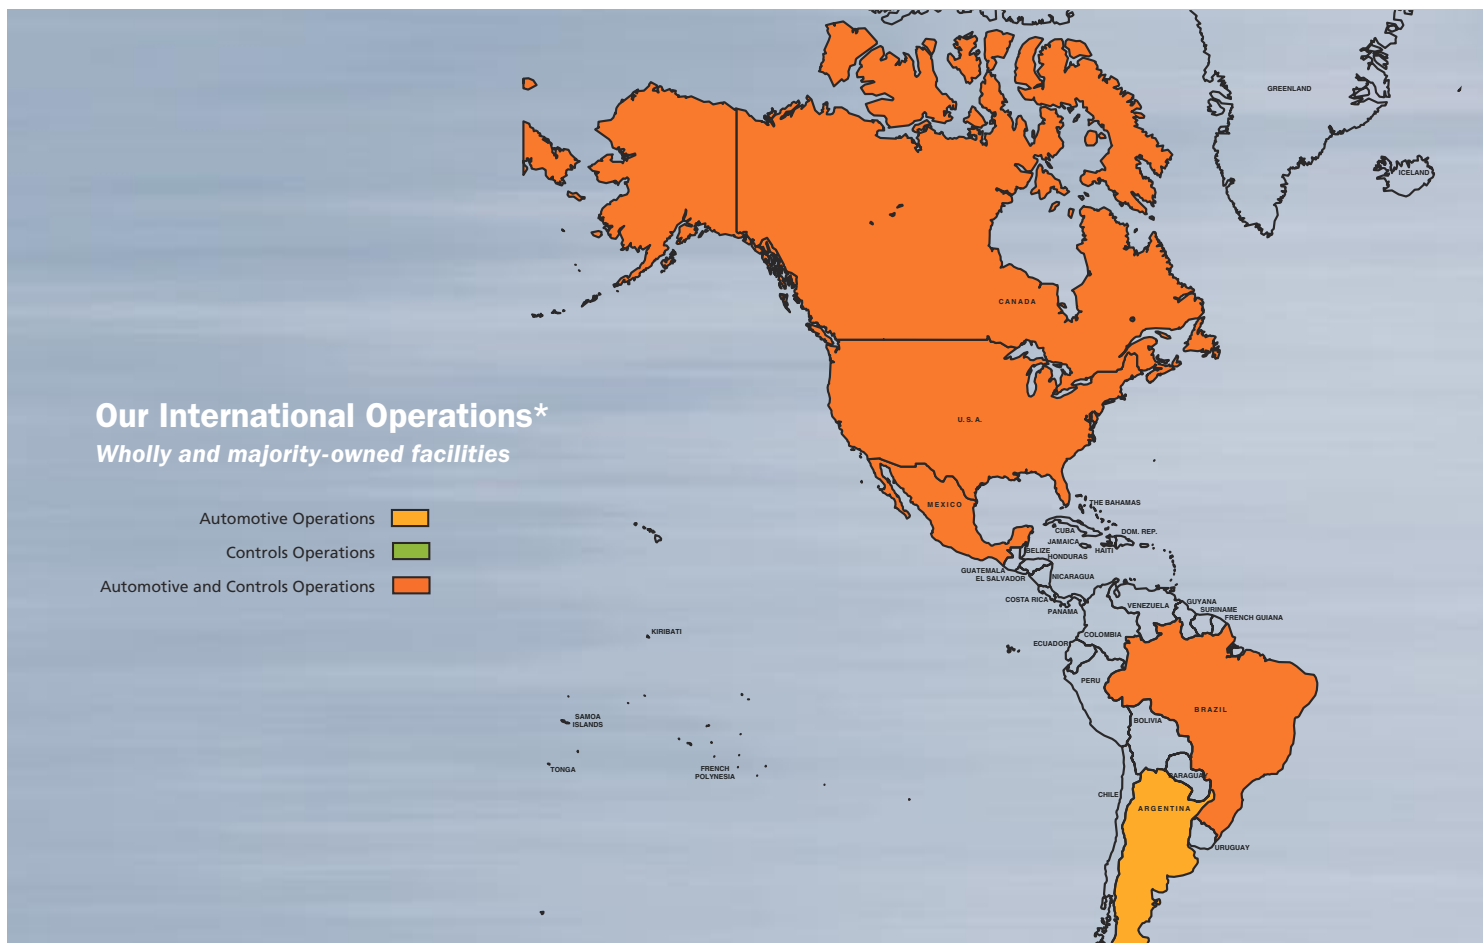 GREENLAND
ICELAND
CANADA
Our International Operations*
Wholly and majority-owned facilities
U. S. A.
Automotive Operations
Controls Operations
Automotive and Controls Operations
MEXICO
THE BAHAMAS
CUBA
DOM. REP.
JAMAICA
HAITI
BELIZE
HONDURAS
GUATEMALA
EL SALVADOR
NICARAGUA
COSTA RICA
PANAMA
VENEZUELA
GUYANA
SURINAME
FRENCH GUIANA
COLOMBIA
ECUADOR
KIRIBATI
PERU
BRAZIL
SAMOA
ISLANDS
BOLIVIA
TONGA
FRENCH
POLYNESIA
PARAGUAY
CHILE
ARGENTINA
URUGUAY